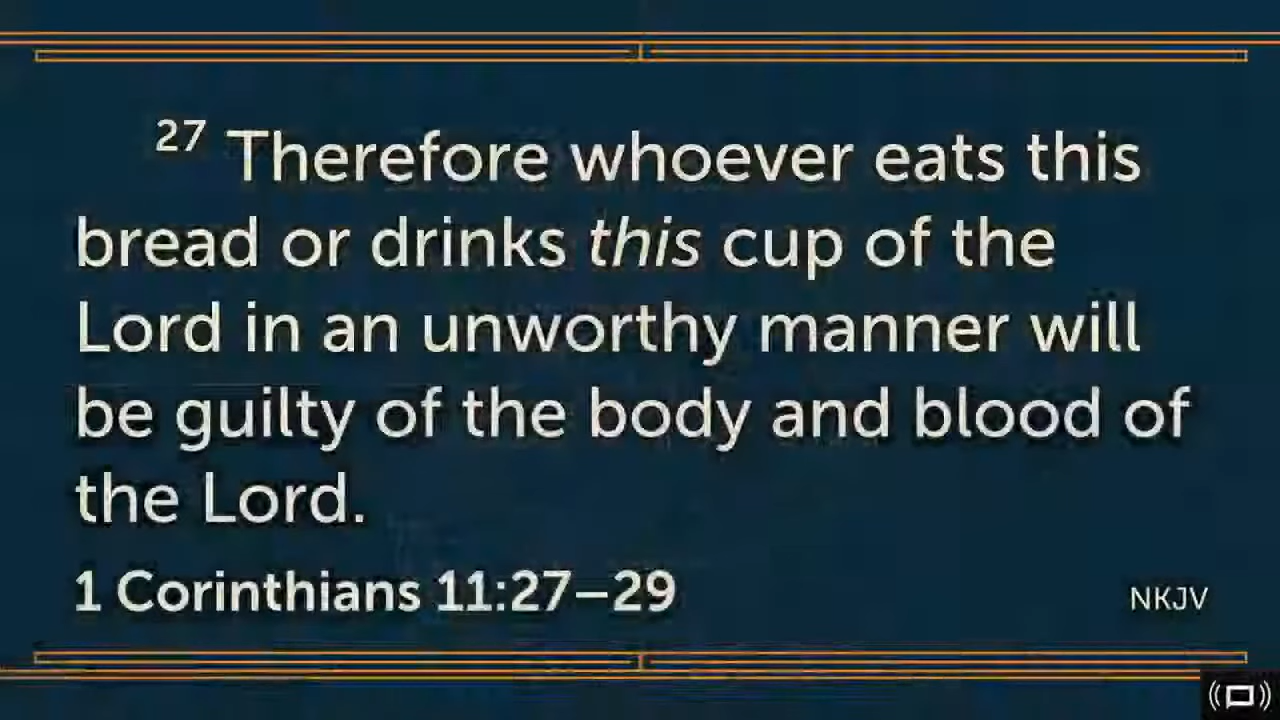 27 Therefore whoever eats this
bread or drinks this cup of the
Lord in an unworthy manner will
be guilty of the body and blood of
the Lord.
1 Corinthians 11:27–29
NKJV